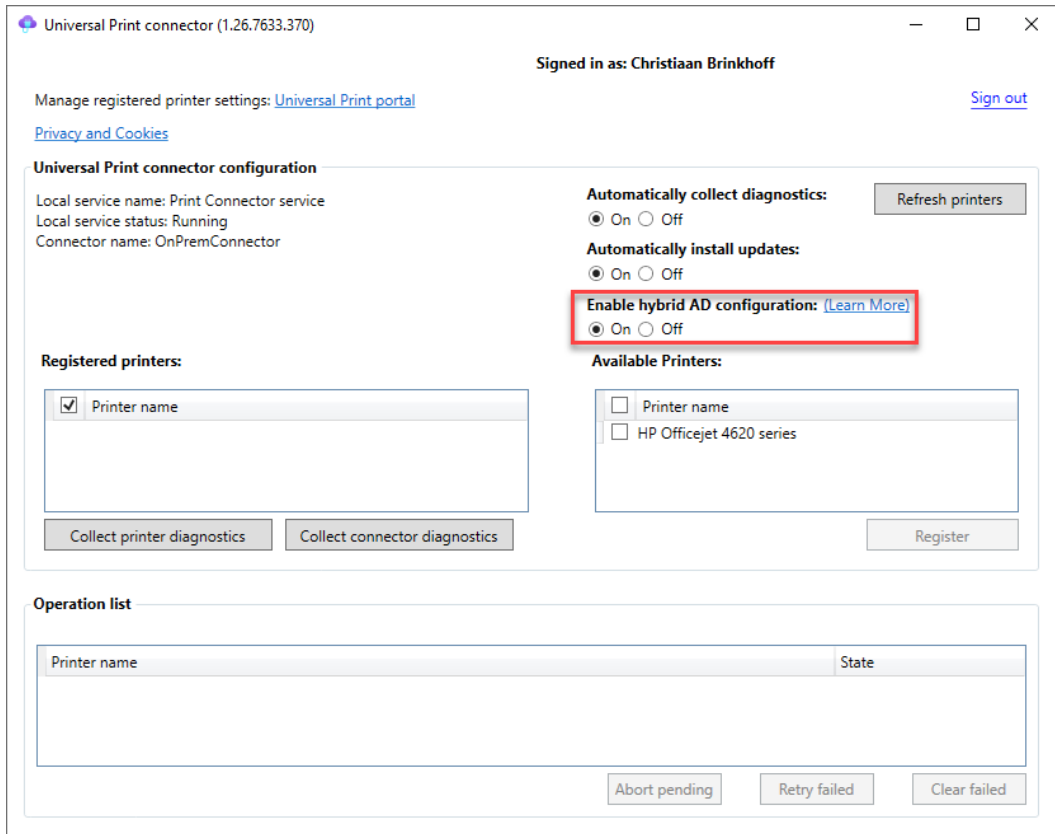 Universal Print connector (1.26.7633.370)
Signed in as: Christiaan Brinkhoff
Manage registered printer settings: Universal Print portal
Sign out
Privacy and Cookies
Universal Print connector configuration
Local service name: Print Connector service
Local service status: Running
Connector name: OnPremConnector
Automatically collect diagnostics:
On Off
Refresh printers
Automatically install updates:
On Off
Enable hybrid AD configuration: (Learn More)
On Off
Registered printers:
Printer name
Collect printer diagnostics
Collect connector diagnostics
Available Printers:
Printer name
HP Officejet 4620 series
Register
Operation list
Printer name
State
Abort pending
Retry failed
Clear failed